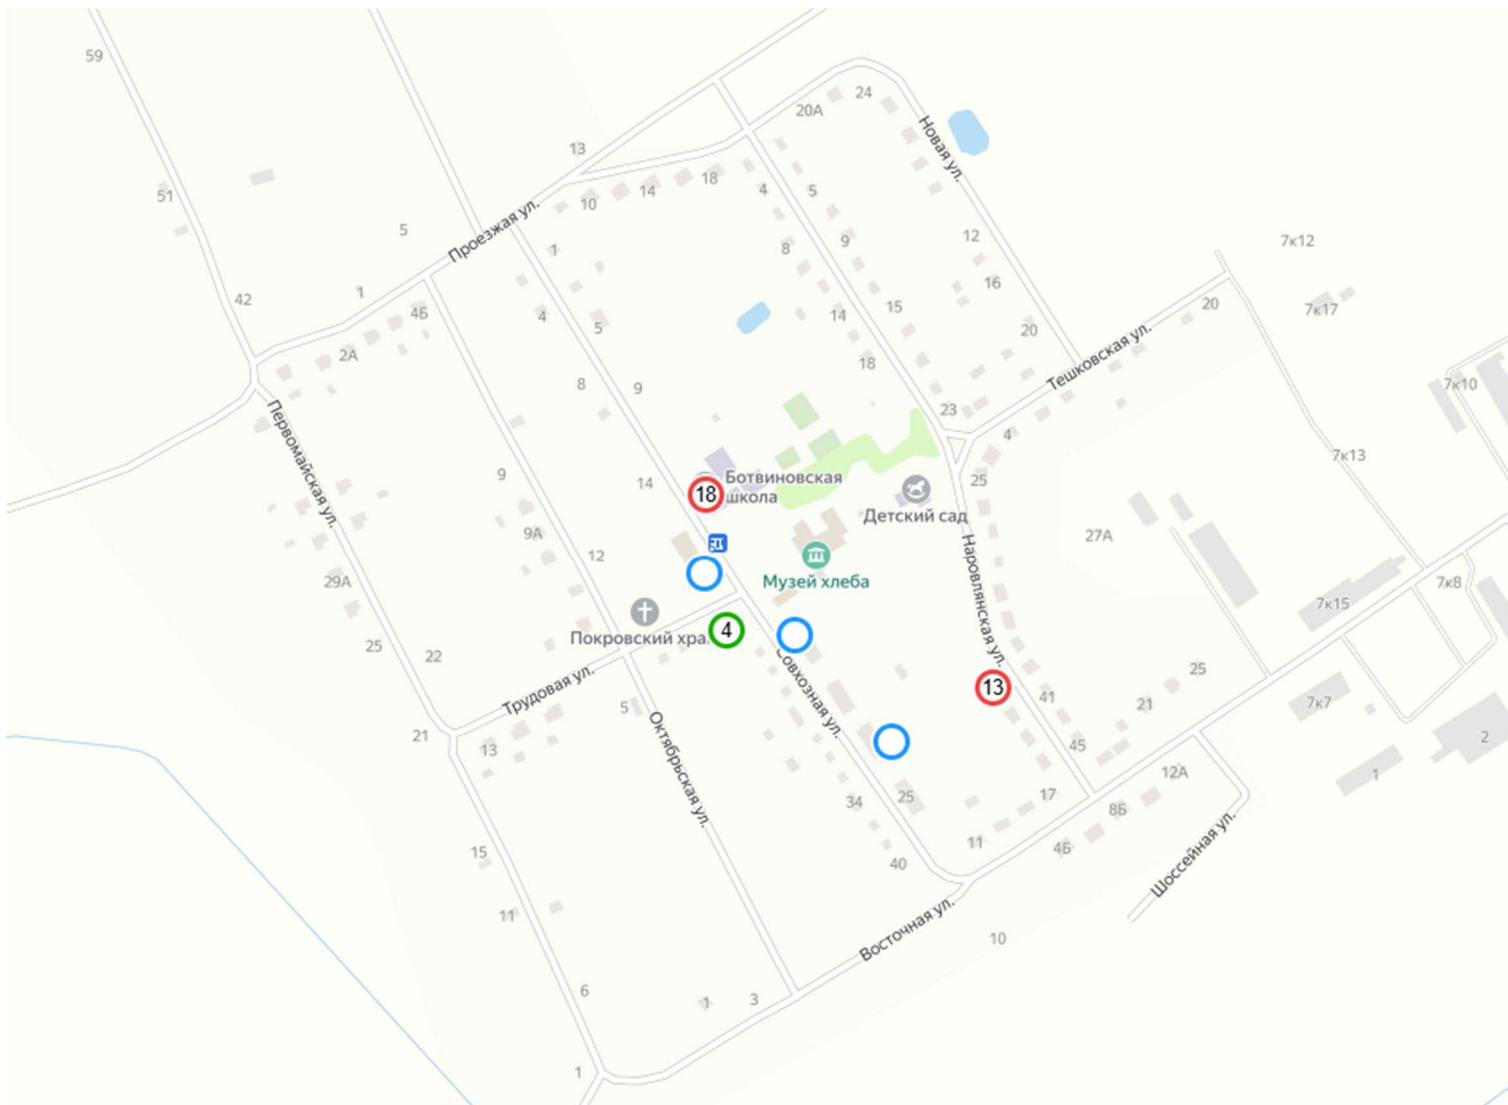 59
13
20А
24
Новая ул.
51
10
14
18
4
5
5
Проезжая ул.
1
8
9
12
7к12
42
1
4Б
4
5
14
15
16
20
20
7к17
2А
8
9
18
Тешковская ул.
7к10
Первомайская ул.
23
4
9
14
18
Ботвиновская
школа
25
7к13
Детский сад
9А
12
Музей хлеба
Наровлянская ул.
27А
29А
7к15
7к8
25
22
Покровский хра
4
Трудовая ул.
Совхозная ул.
13
41
25
21
5
Октябрьская ул.
21
13
45
7к7
2
1
34
25
17
12А
8Б
15
40
11
4Б
Шоссейная ул.
11
Восточная ул.
10
6
1
3
1